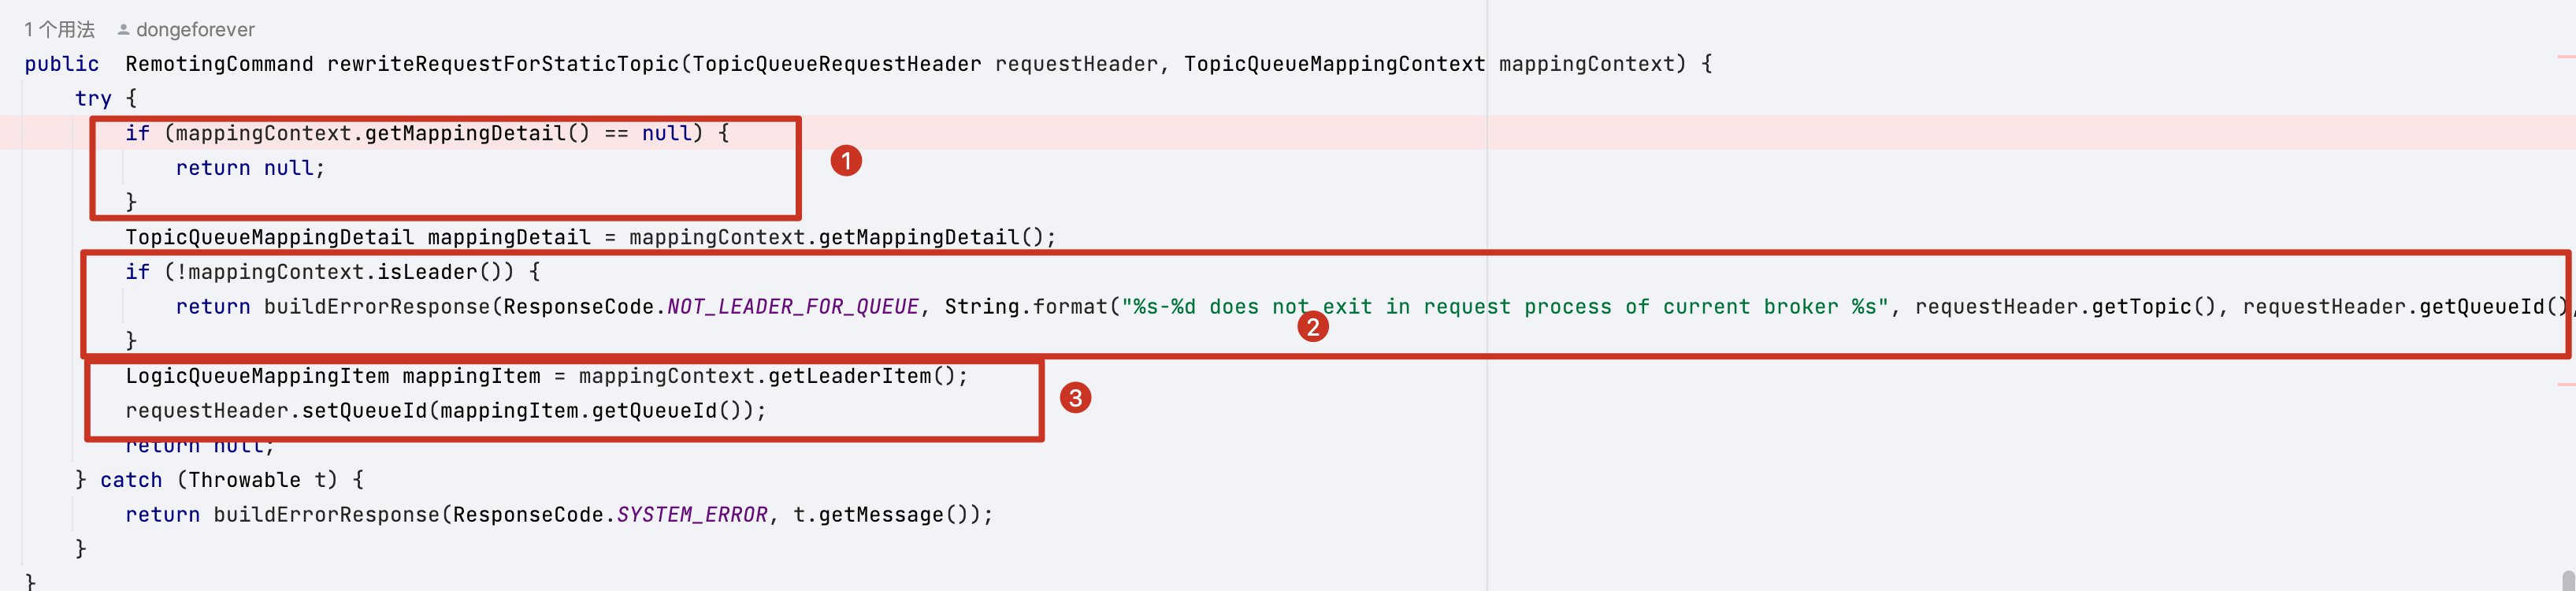 1 个用法 dongeforever
public RemotingCommand rewriteRequestForStaticTopic(TopicQueueRequestHeader requestHeader, TopicQueueMappingContext mappingContext) {
try {
if (mappingContext.getMappingDetail() == null) {
1
return null;
}
TopicQueueMappingDetail mappingDetail = mappingContext.getMappingDetail();
if (!mappingContext.isLeader()) {
return buildErrorResponse(ResponseCode.NOT_LEADER_FOR_QUEUE, String.format("%s-%d does not exit in request process of current broker %s", requestHeader.getTopic(), requestHeader.getQueueId(),
2
}
LogicQueueMappingItem mappingItem = mappingContext.getLeaderItem();
3
requestHeader.setQueueId(mappingItem.getQueueId());
return null;
} catch (Throwable t) {
return buildErrorResponse(ResponseCode.SYSTEM_ERROR, t.getMessage());
}
}